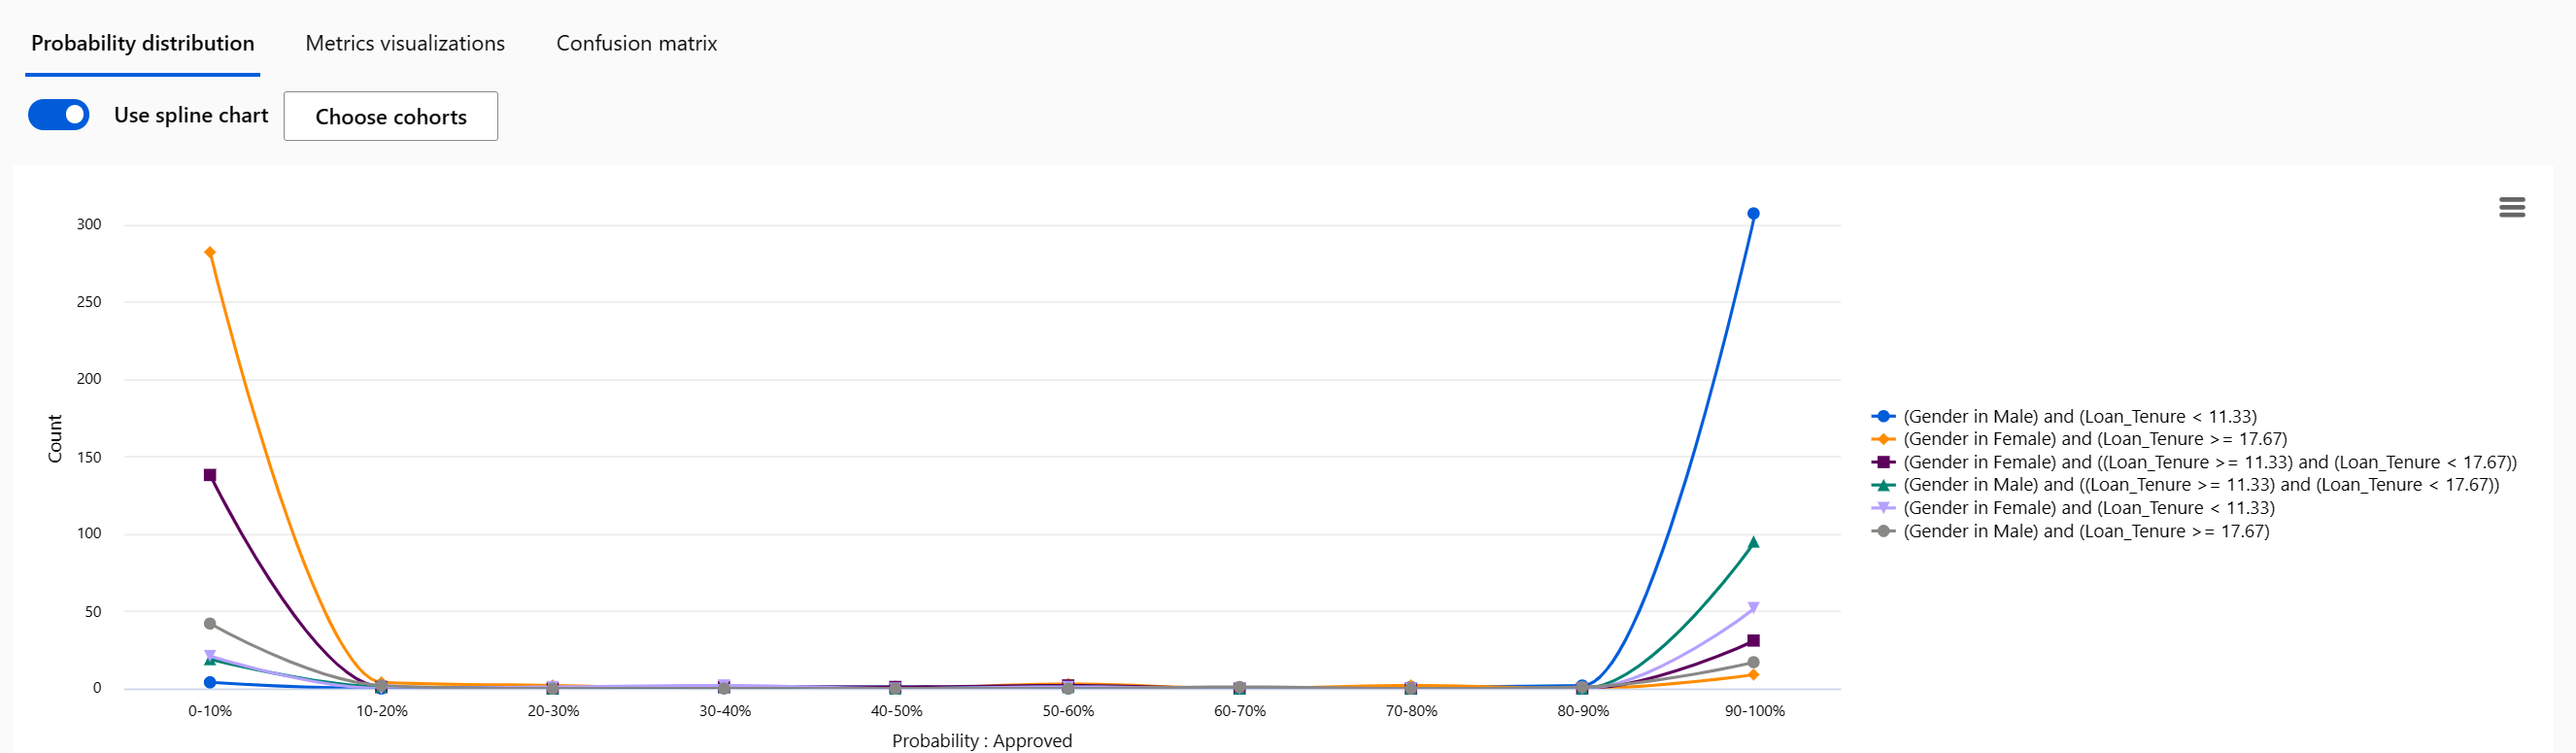 Probability distribution Metrics visualizations Confusion matrix
Use spline chart Choose cohorts
300
250
200
150
100
50
0
Count
0-10% 10-20% 20-30% 30-40% 40-50% 50-60% 60-70% 70-80% 80-90% 90-100%
Probability : Approved
(Gender in Male) and (Loan_Tenure < 11.33)
(Gender in Female) and (Loan_Tenure >= 17.67)
(Gender in Female) and ((Loan_Tenure >= 11.33) and (Loan_Tenure < 17.67))
(Gender in Male) and ((Loan_Tenure >= 11.33) and (Loan_Tenure < 17.67))
(Gender in Female) and (Loan_Tenure < 11.33)
(Gender in Male) and (Loan_Tenure >= 17.67)